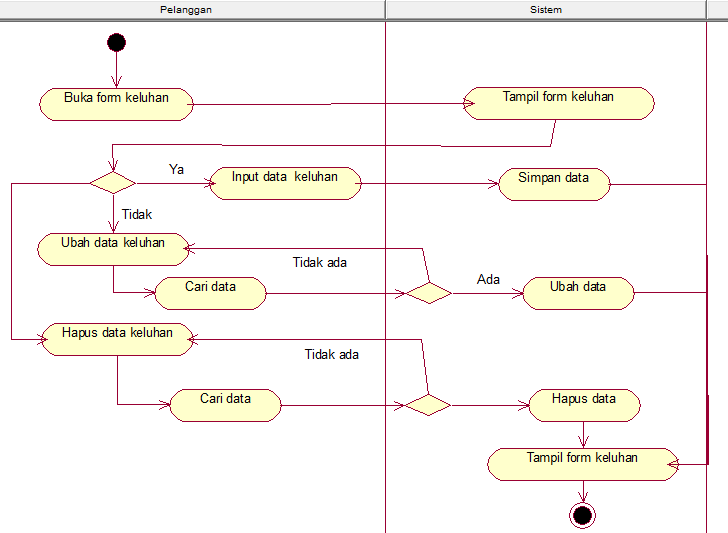 Pelanggan
Sistem
Buka form keluhan
Tampil form keluhan
Ya
Input data keluhan
Simpan data
Tidak
Ubah data keluhan
Tidak ada
Cari data
Ada
Ubah data
Hapus data keluhan
Tidak ada
Cari data
Hapus data
Tampil form keluhan